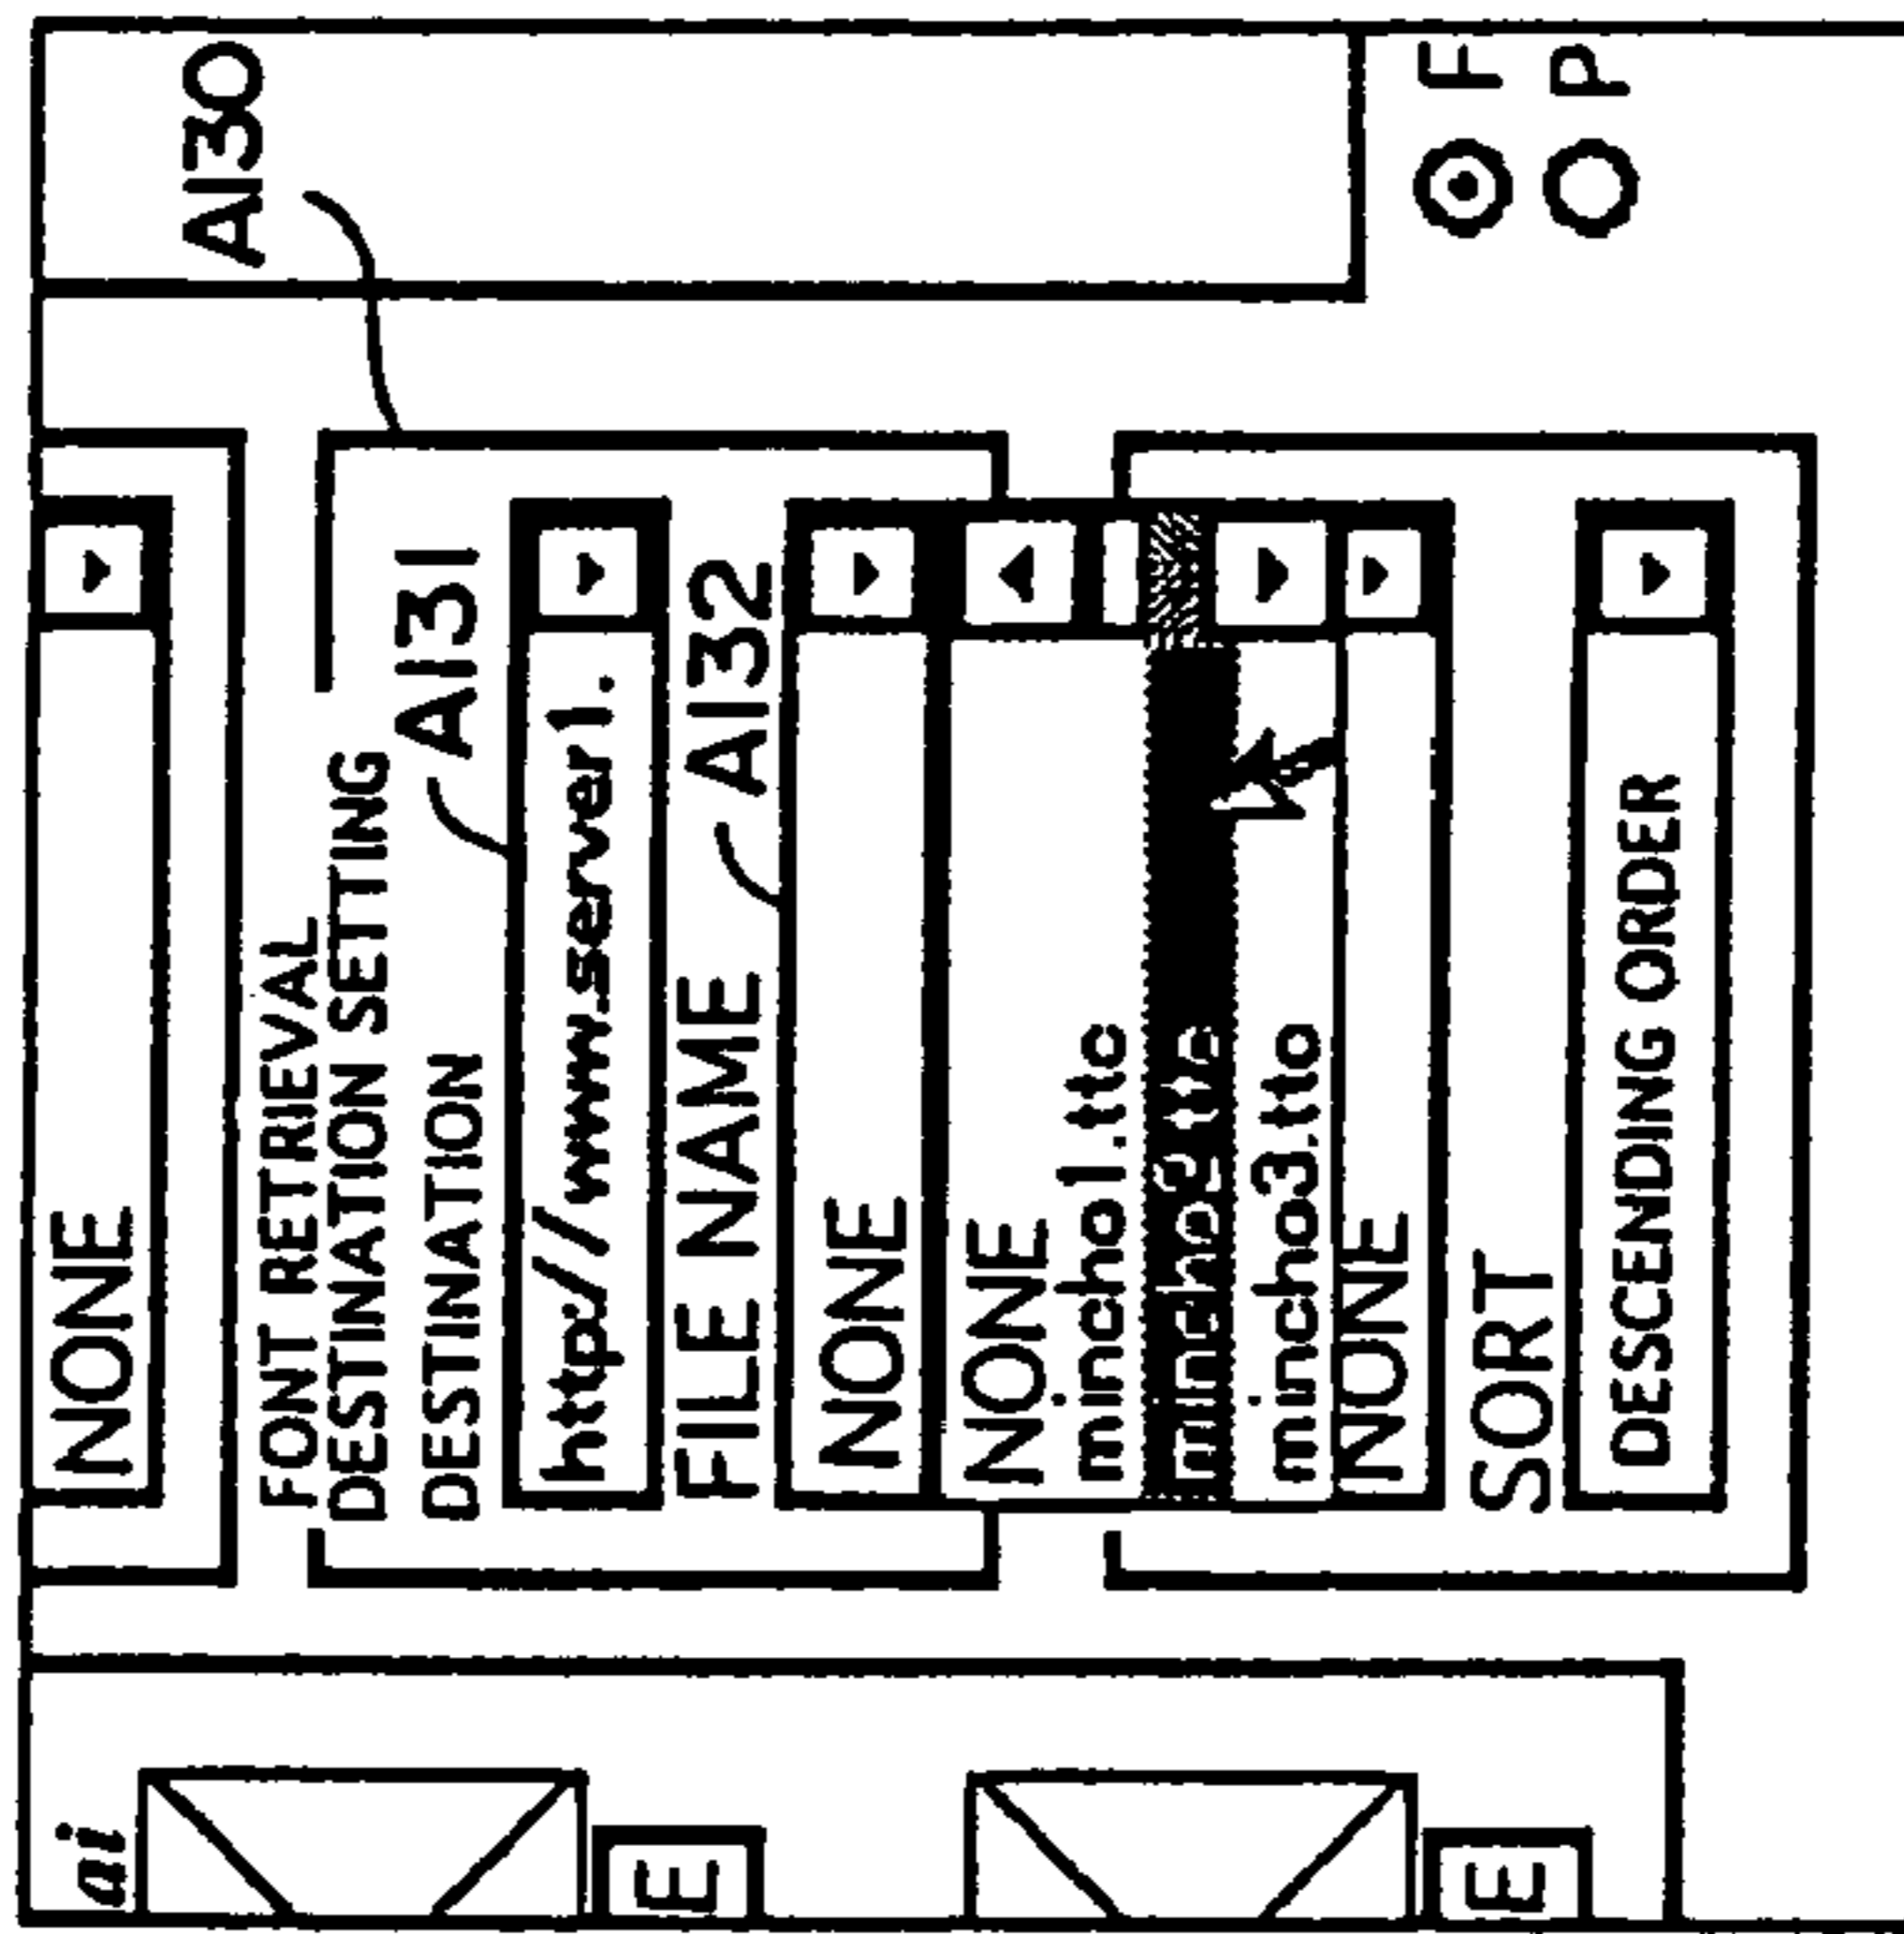 AI30
NONE
FONT RETRIEVAL
DESTINATION SETTING
AI31
DESTINATION
http://www.server1.
AI32
FILE NAME
NONE
NONE
mincho1.ttc
mincho2.ttc
mincho3.ttc
NONE
SORT
DESCENDING ORDER
F
P
ai
E
E